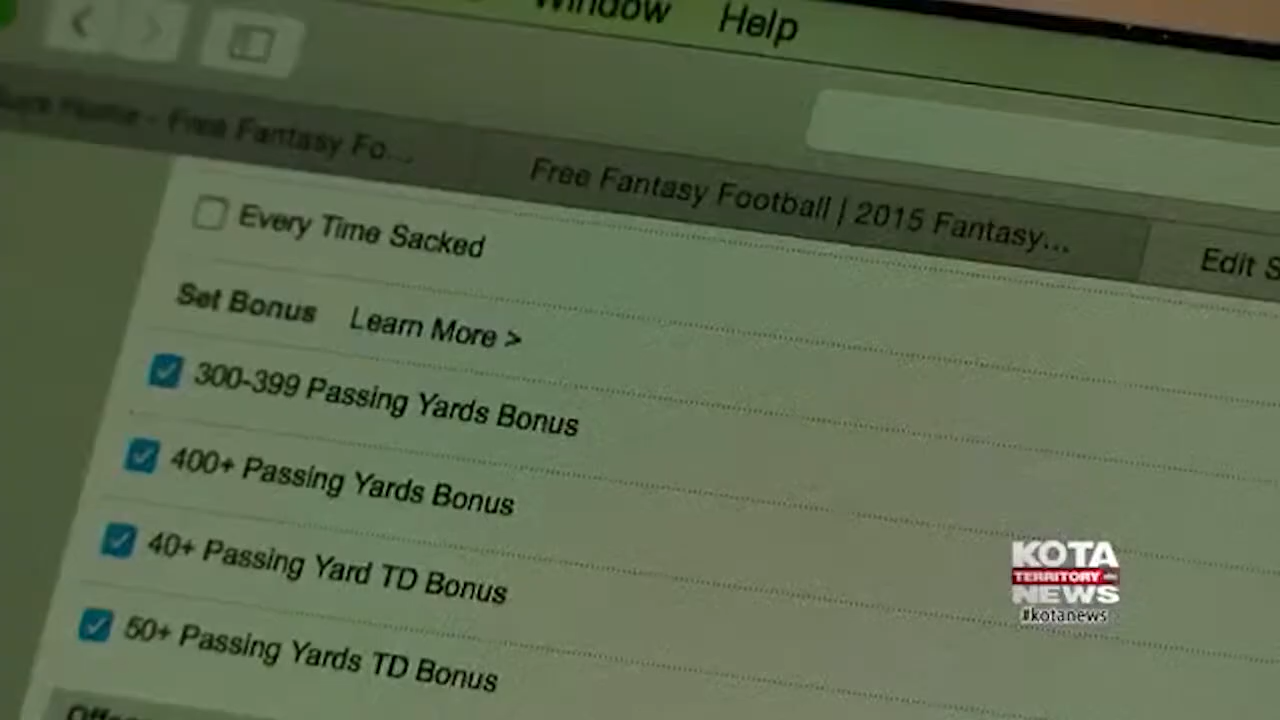 Window Help
Home - Free Fantasy Fo...
Free Fantasy Football | 2015 Fantasy...
Edit S
Every Time Sacked
Set Bonus Learn More >
300-399 Passing Yards Bonus
400+ Passing Yards Bonus
40+ Passing Yard TD Bonus
50+ Passing Yards TD Bonus
KOTA
TERRITORY
NEWS
#kotanews